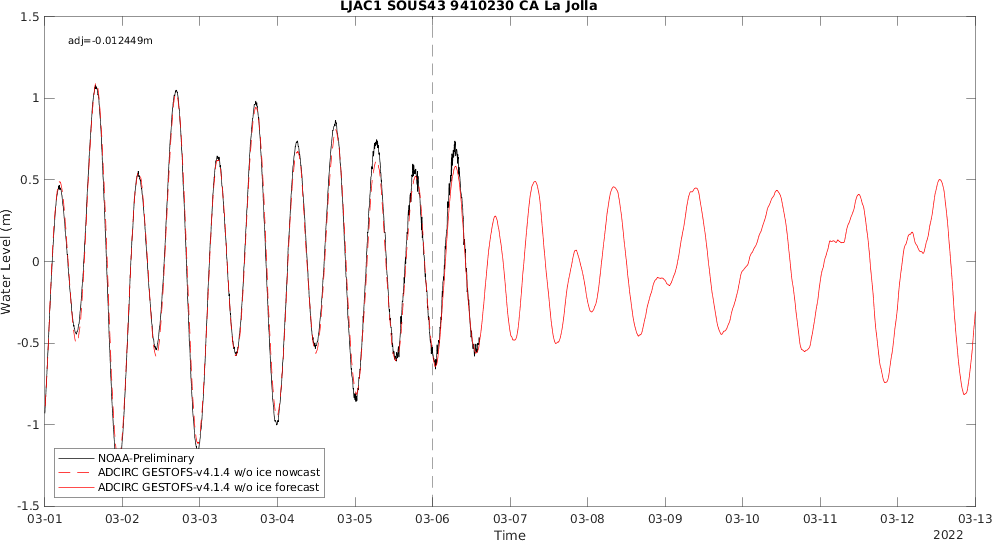 LJAC1 SOUS43 9410230 CA La Jolla
adj=-0.012449m
Water Level (m)
1.5
1
0.5
0
-0.5
-1
-1.5
NOAA-Preliminary
ADCIRC GESTOFS-v4.1.4 w/o ice nowcast
ADCIRC GESTOFS-v4.1.4 w/o ice forecast
03-01 03-02 03-03 03-04 03-05 03-06 03-07 03-08 03-09 03-10 03-11 03-12 03-13
Time
2022